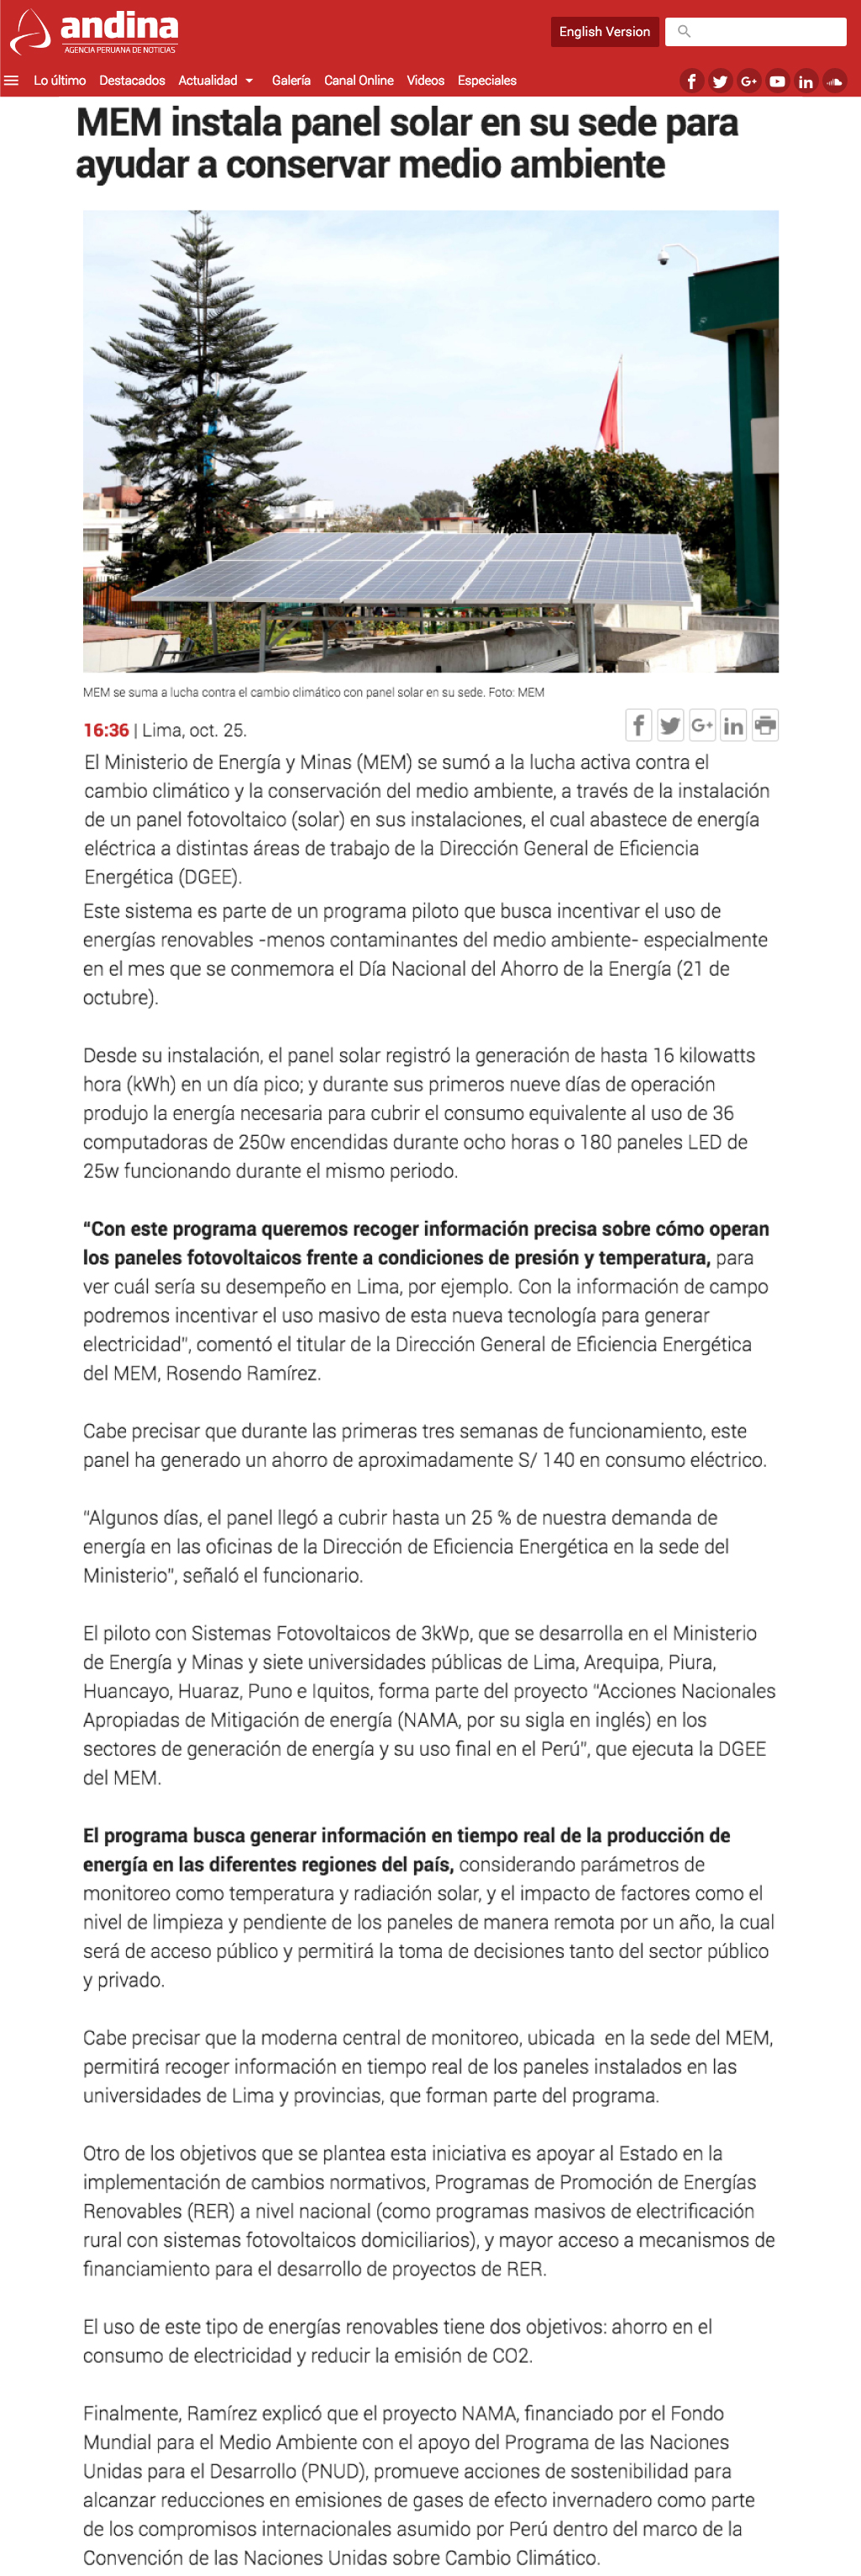 andina
AGENCIA PERUANA DE NOTICIAS
English Version
Lo último Destacados Actualidad Galería Canal Online Videos Especiales
MEM instala panel solar en su sede para
ayudar a conservar medio ambiente
MEM se suma a lucha contra el cambio climático con panel solar en su sede. Foto: MEM
16:36 | Lima, oct. 25.
El Ministerio de Energía y Minas (MEM) se sumó a la lucha activa contra el
cambio climático y la conservación del medio ambiente, a través de la instalación
de un panel fotovoltaico (solar) en sus instalaciones, el cual abastece de energía
eléctrica a distintas áreas de trabajo de la Dirección General de Eficiencia
Energética (DGEE).
Este sistema es parte de un programa piloto que busca incentivar el uso de
energías renovables -menos contaminantes del medio ambiente- especialmente
en el mes que se conmemora el Día Nacional del Ahorro de la Energía (21 de
octubre).
Desde su instalación, el panel solar registró la generación de hasta 16 kilowatts
hora (kWh) en un día pico; y durante sus primeros nueve días de operación
produjo la energía necesaria para cubrir el consumo equivalente al uso de 36
computadoras de 250w encendidas durante ocho horas o 180 paneles LED de
25w funcionando durante el mismo periodo.
“Con este programa queremos recoger información precisa sobre cómo operan
los paneles fotovoltaicos frente a condiciones de presión y temperatura, para
ver cuál sería su desempeño en Lima, por ejemplo. Con la información de campo
podremos incentivar el uso masivo de esta nueva tecnología para generar
electricidad", comentó el titular de la Dirección General de Eficiencia Energética
del MEM, Rosendo Ramírez.
Cabe precisar que durante las primeras tres semanas de funcionamiento, este
panel ha generado un ahorro de aproximadamente S/ 140 en consumo eléctrico.
"Algunos días, el panel llegó a cubrir hasta un 25 % de nuestra demanda de
energía en las oficinas de la Dirección de Eficiencia Energética en la sede del
Ministerio", señaló el funcionario.
El piloto con Sistemas Fotovoltaicos de 3kWp, que se desarrolla en el Ministerio
de Energía y Minas y siete universidades públicas de Lima, Arequipa, Piura,
Huancayo, Huaraz, Puno e Iquitos, forma parte del proyecto "Acciones Nacionales
Apropiadas de Mitigación de energía (NAMA, por su sigla en inglés) en los
sectores de generación de energía y su uso final en el Perú", que ejecuta la DGEE
del MEM.
El programa busca generar información en tiempo real de la producción de
energía en las diferentes regiones del país, considerando parámetros de
monitoreo como temperatura y radiación solar, y el impacto de factores como el
nivel de limpieza y pendiente de los paneles de manera remota por un año, la cual
será de acceso público y permitirá la toma de decisiones tanto del sector público
y privado.
Cabe precisar que la moderna central de monitoreo, ubicada en la sede del MEM,
permitirá recoger información en tiempo real de los paneles instalados en las
universidades de Lima y provincias, que forman parte del programa.
Otro de los objetivos que se plantea esta iniciativa es apoyar al Estado en la
implementación de cambios normativos, Programas de Promoción de Energías
Renovables (RER) a nivel nacional (como programas masivos de electrificación
rural con sistemas fotovoltaicos domiciliarios), y mayor acceso a mecanismos de
financiamiento para el desarrollo de proyectos de RER.
El uso de este tipo de energías renovables tiene dos objetivos: ahorro en el
consumo de electricidad y reducir la emisión de CO2.
Finalmente, Ramírez explicó que el proyecto NAMA, financiado por el Fondo
Mundial para el Medio Ambiente con el apoyo del Programa de las Naciones
Unidas para el Desarrollo (PNUD), promueve acciones de sostenibilidad para
alcanzar reducciones en emisiones de gases de efecto invernadero como parte
de los compromisos internacionales asumido por Perú dentro del marco de la
Convención de las Naciones Unidas sobre Cambio Climático.